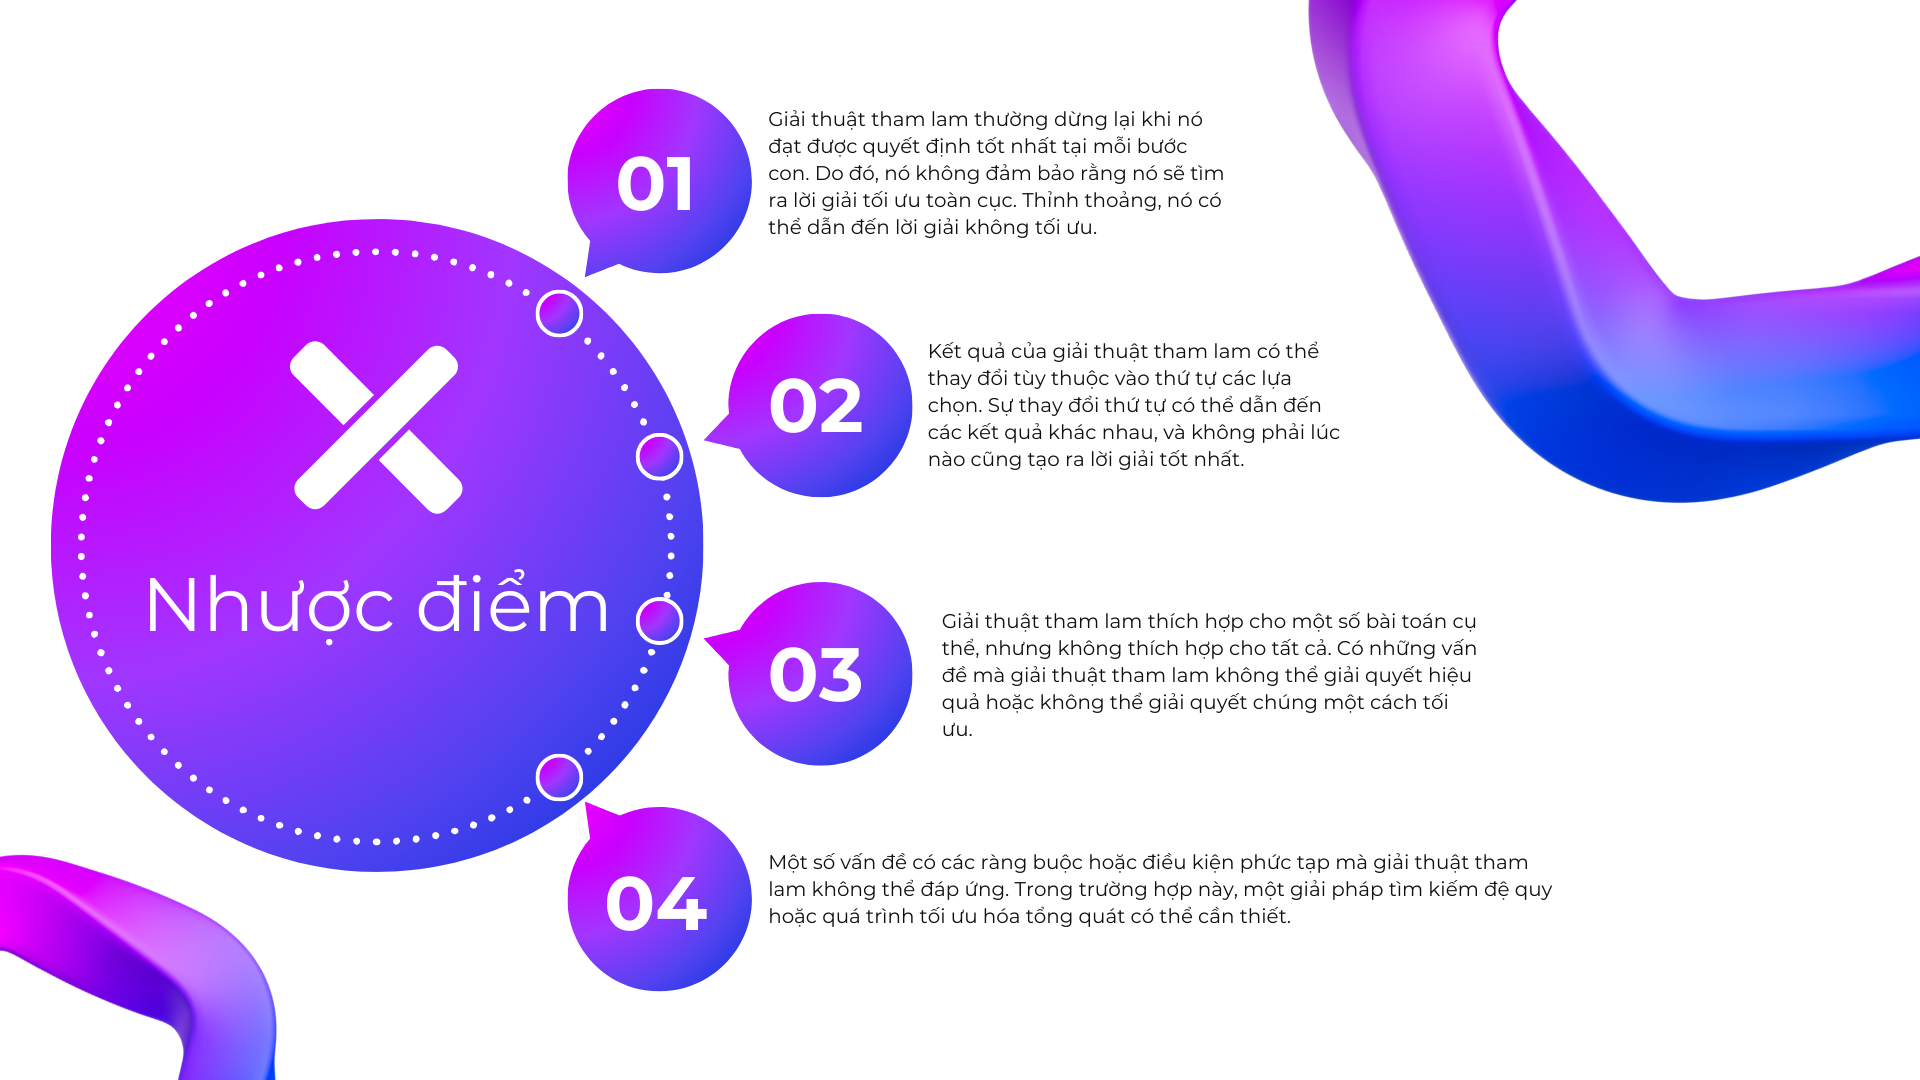 Nhược điểm
01
Giải thuật tham lam thường dừng lại khi nó
đạt được quyết định tốt nhất tại mỗi bước
con. Do đó, nó không đảm bảo rằng nó sẽ tìm
ra lời giải tối ưu toàn cục. Thỉnh thoảng, nó có
thể dẫn đến lời giải không tối ưu.
02
Kết quả của giải thuật tham lam có thể
thay đổi tùy thuộc vào thứ tự các lựa
chọn. Sự thay đổi thứ tự có thể dẫn đến
các kết quả khác nhau, và không phải lúc
nào cũng tạo ra lời giải tốt nhất.
03
Giải thuật tham lam thích hợp cho một số bài toán cụ
thể, nhưng không thích hợp cho tất cả. Có những vấn
đề mà giải thuật tham lam không thể giải quyết hiệu
quả hoặc không thể giải quyết chúng một cách tối
ưu.
04
Một số vấn đề có các ràng buộc hoặc điều kiện phức tạp mà giải thuật tham
lam không thể đáp ứng. Trong trường hợp này, một giải pháp tìm kiếm đệ quy
hoặc quá trình tối ưu hóa tổng quát có thể cần thiết.